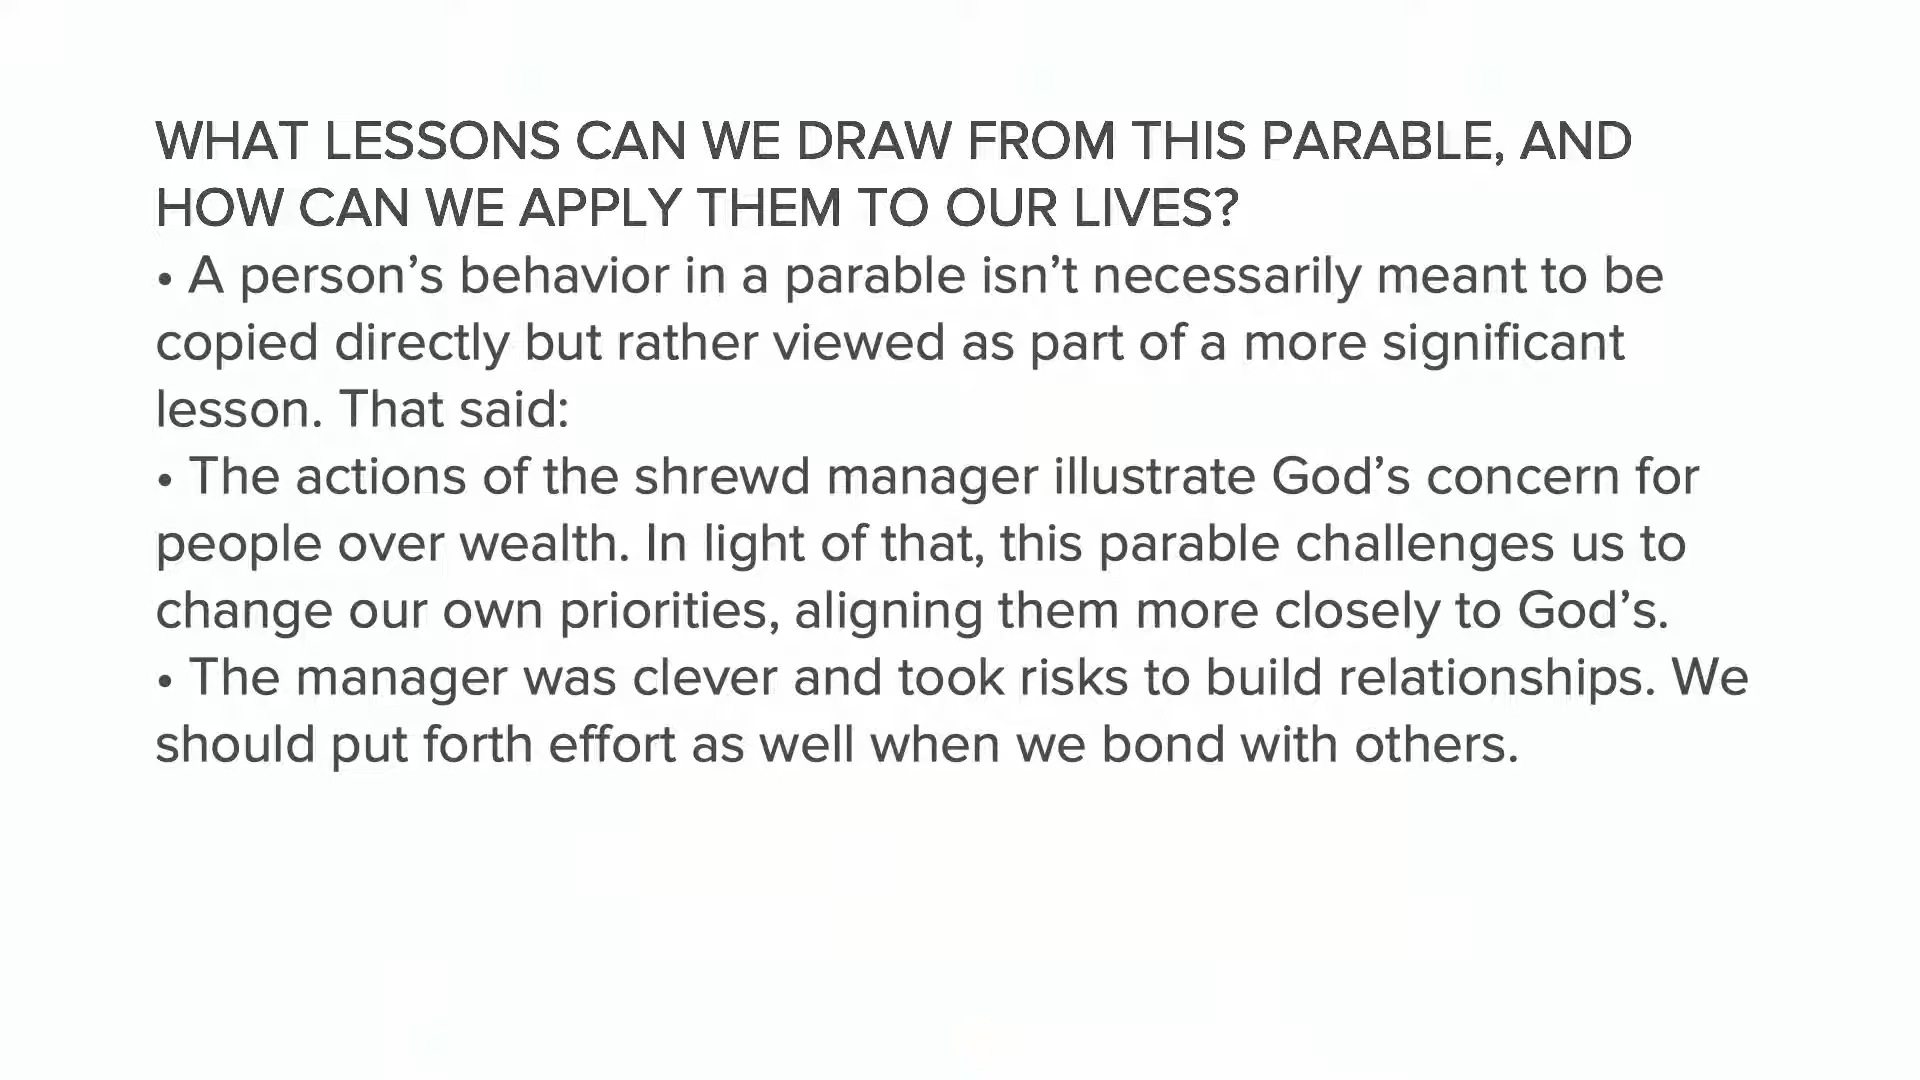 WHAT LESSONS CAN WE DRAW FROM THIS PARABLE, AND
HOW CAN WE APPLY THEM TO OUR LIVES?
• A person’s behavior in a parable isn’t necessarily meant to be
copied directly but rather viewed as part of a more significant
lesson. That said:
• The actions of the shrewd manager illustrate God’s concern for
people over wealth. In light of that, this parable challenges us to
change our own priorities, aligning them more closely to God’s.
• The manager was clever and took risks to build relationships. We
should put forth effort as well when we bond with others.